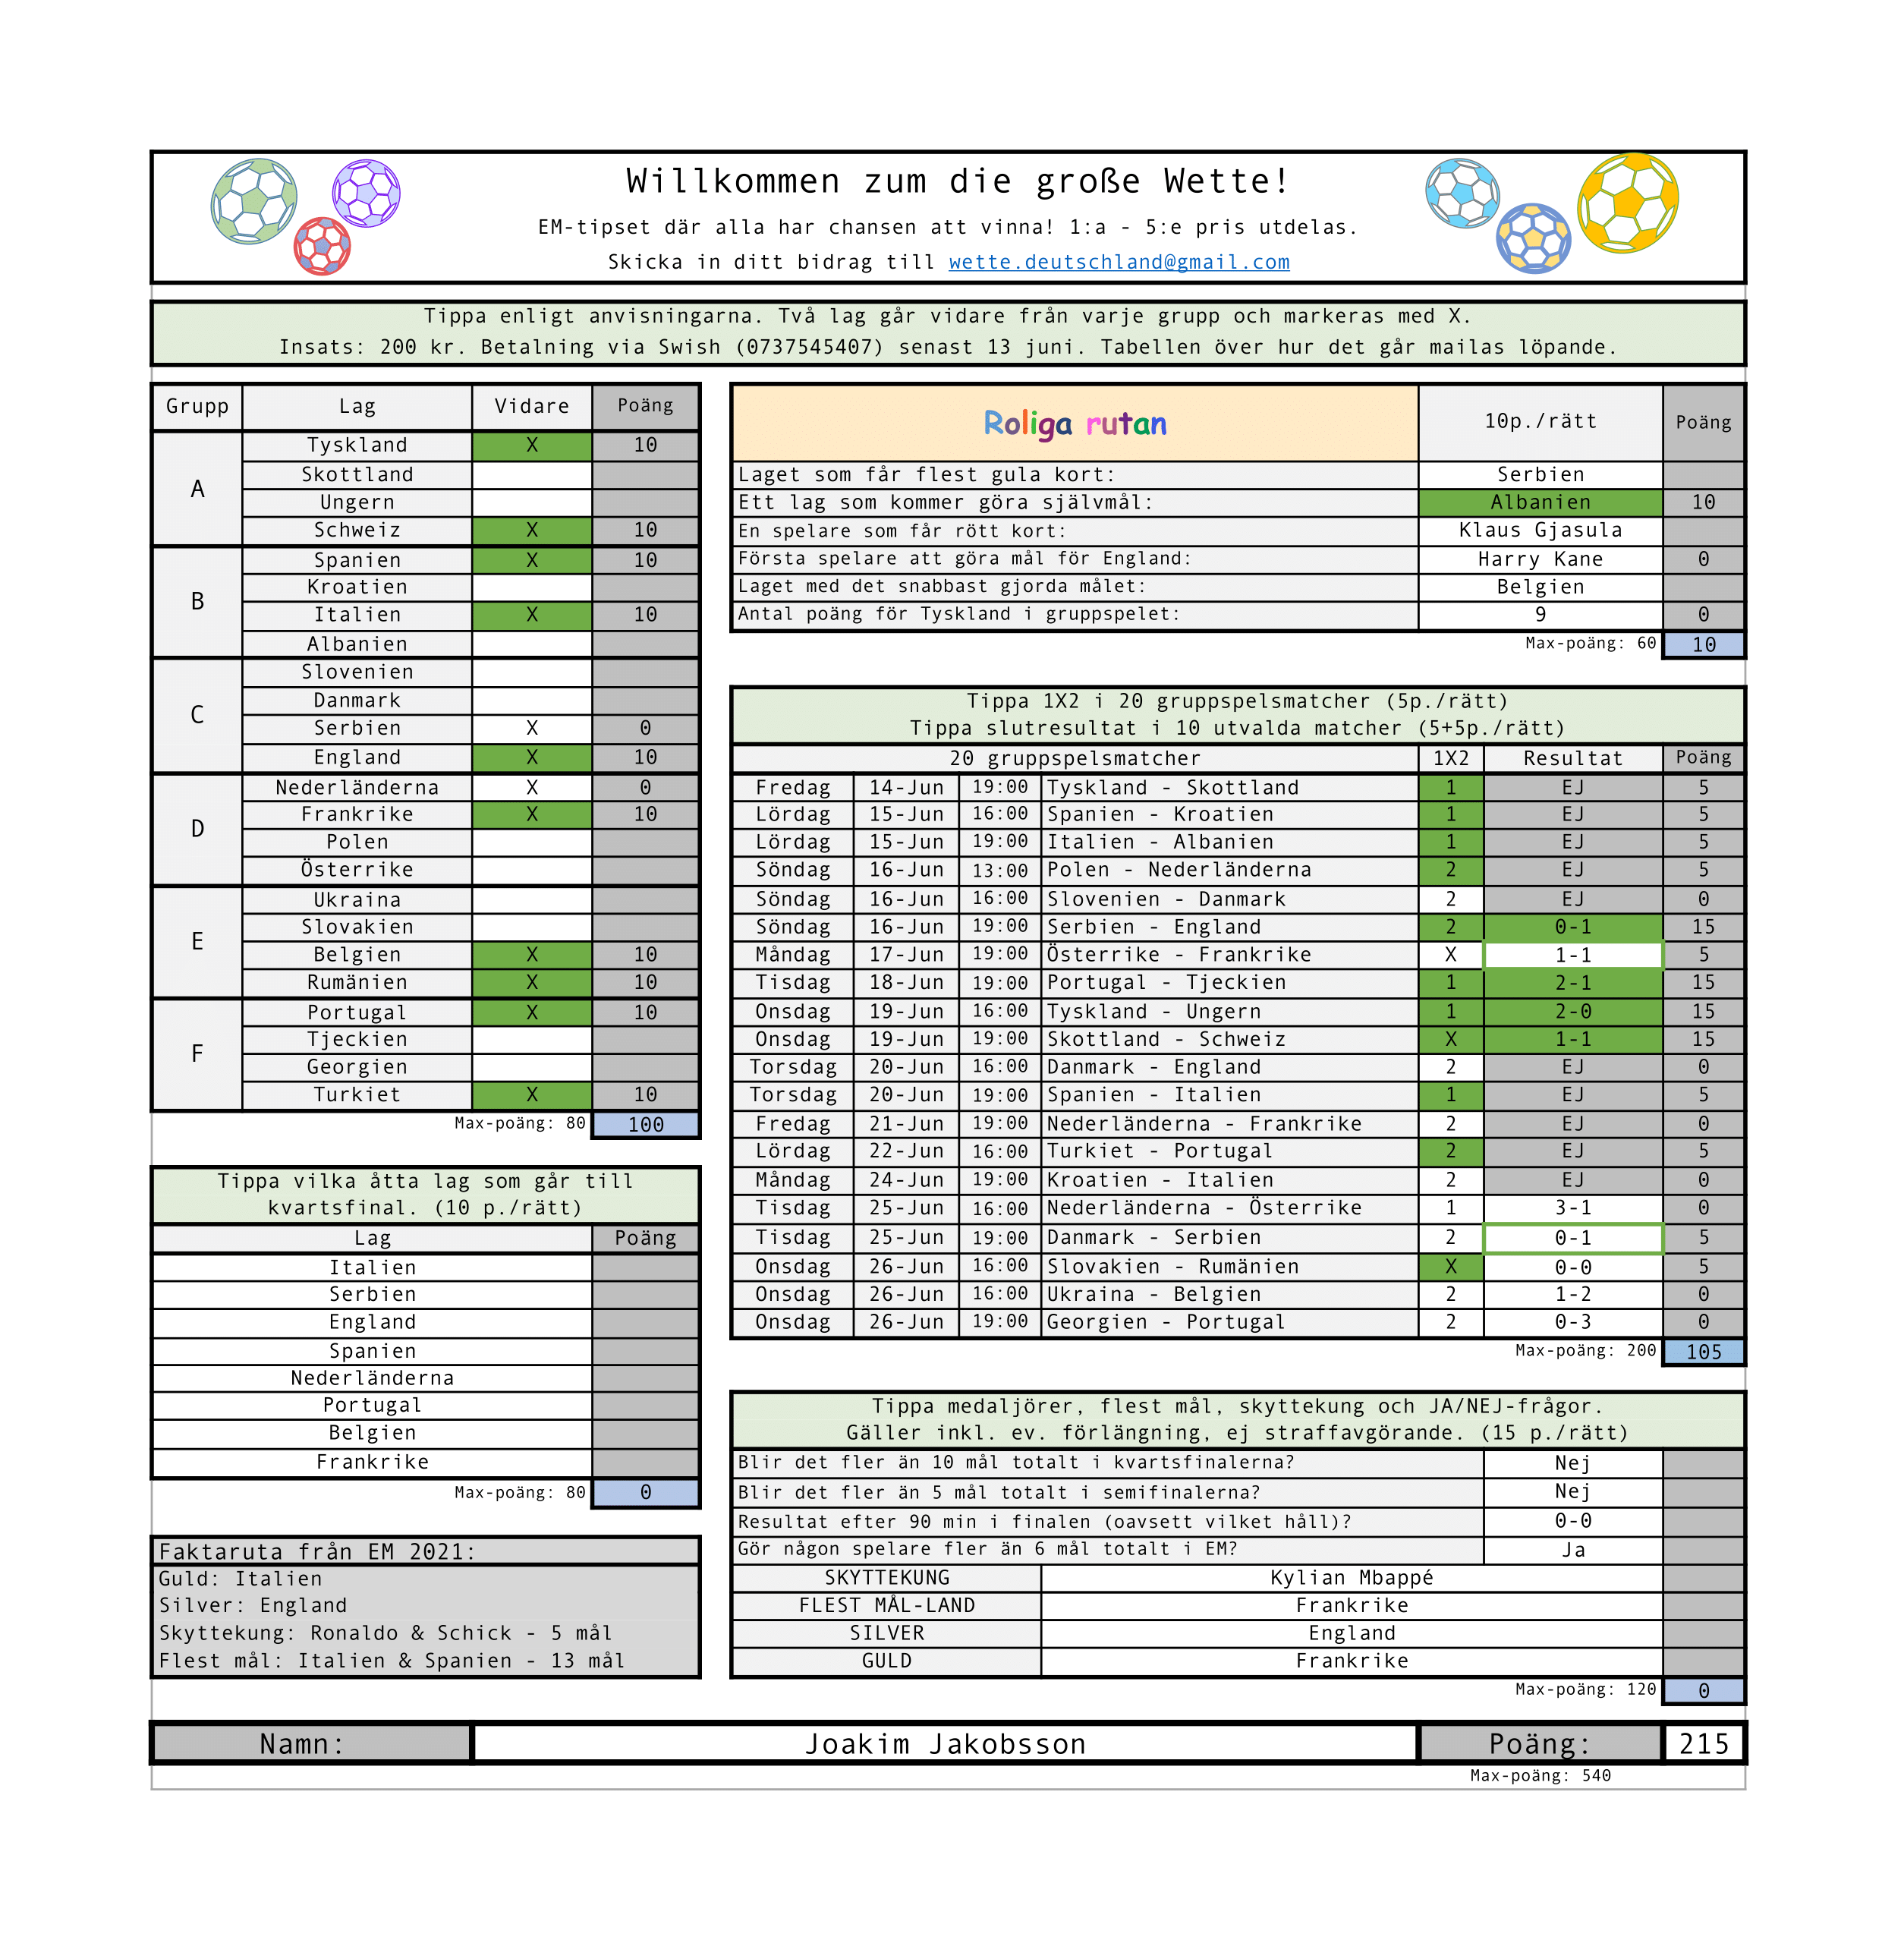 Willkommen zum die große Wette!
EM-tipset där alla har chansen att vinna! 1:a - 5:e pris utdelas.
Skicka in ditt bidrag till wette.deutschland@gmail.com
Tippa enligt anvisningarna. Två lag går vidare från varje grupp och markeras med X.
Insats: 200 kr. Betalning via Swish (0737545407) senast 13 juni. Tabellen över hur det går mailas löpande.
Grupp Lag Vidare Poäng
A
Tyskland X 10
Skottland
Ungern
Schweiz X 10
B
Spanien X 10
Kroatien
Italien X 10
Albanien
C
Slovenien
Danmark
Serbien X 0
England X 10
D
Nederländerna X 0
Frankrike X 10
Polen
Österrike
E
Ukraina
Slovakien
Belgien X 10
Rumänien X 10
F
Portugal X 10
Tjeckien
Georgien
Turkiet X 10
Max-poäng: 80 100
Tippa vilka åtta lag som går till
kvartsfinal. (10 p./rätt)
Lag Poäng
Italien
Serbien
England
Spanien
Nederländerna
Portugal
Belgien
Frankrike
Max-poäng: 80 0
Faktaruta från EM 2021:
Guld: Italien
Silver: England
Skyttekung: Ronaldo & Schick - 5 mål
Flest mål: Italien & Spanien - 13 mål
Roliga rutan 10p./rätt Poäng
Laget som får flest gula kort: Serbien
Ett lag som kommer göra självmål: Albanien 10
En spelare som får rött kort: Klaus Gjasula
Första spelare att göra mål för England: Harry Kane 0
Laget med det snabbast gjorda målet: Belgien
Antal poäng för Tyskland i gruppspelet: 9 0
Max-poäng: 60 10
Tippa 1X2 i 20 gruppspelsmatcher (5p./rätt)
Tippa slutresultat i 10 utvalda matcher (5+5p./rätt)
20 gruppspelsmatcher 1X2 Resultat Poäng
Fredag 14-Jun 19:00 Tyskland - Skottland 1 EJ 5
Lördag 15-Jun 16:00 Spanien - Kroatien 1 EJ 5
Lördag 15-Jun 19:00 Italien - Albanien 1 EJ 5
Söndag 16-Jun 13:00 Polen - Nederländerna 2 EJ 5
Söndag 16-Jun 16:00 Slovenien - Danmark 2 EJ 0
Söndag 16-Jun 19:00 Serbien - England 2 0-1 15
Måndag 17-Jun 19:00 Österrike - Frankrike X 1-1 5
Tisdag 18-Jun 19:00 Portugal - Tjeckien 1 2-1 15
Onsdag 19-Jun 16:00 Tyskland - Ungern 1 2-0 15
Onsdag 19-Jun 19:00 Skottland - Schweiz X 1-1 15
Torsdag 20-Jun 16:00 Danmark - England 2 EJ 0
Torsdag 20-Jun 19:00 Spanien - Italien 1 EJ 5
Fredag 21-Jun 19:00 Nederländerna - Frankrike 2 EJ 0
Lördag 22-Jun 16:00 Turkiet - Portugal 2 EJ 5
Måndag 24-Jun 19:00 Kroatien - Italien 2 EJ 0
Tisdag 25-Jun 16:00 Nederländerna - Österrike 1 3-1 0
Tisdag 25-Jun 19:00 Danmark - Serbien 2 0-1 5
Onsdag 26-Jun 16:00 Slovakien - Rumänien X 0-0 5
Onsdag 26-Jun 16:00 Ukraina - Belgien 2 1-2 0
Onsdag 26-Jun 19:00 Georgien - Portugal 2 0-3 0
Max-poäng: 200 105
Tippa medaljörer, flest mål, skyttekung och JA/NEJ-frågor.
Gäller inkl. ev. förlängning, ej straffavgörande. (15 p./rätt)
Blir det fler än 10 mål totalt i kvartsfinalerna? Nej
Blir det fler än 5 mål totalt i semifinalerna? Nej
Resultat efter 90 min i finalen (oavsett vilket håll)? 0-0
Gör någon spelare fler än 6 mål totalt i EM? Ja
SKYTTEKUNG Kylian Mbappé
FLEST MÅL-LAND Frankrike
SILVER England
GULD Frankrike
Max-poäng: 120 0
Namn: Joakim Jakobsson Poäng: 215
Max-poäng: 540